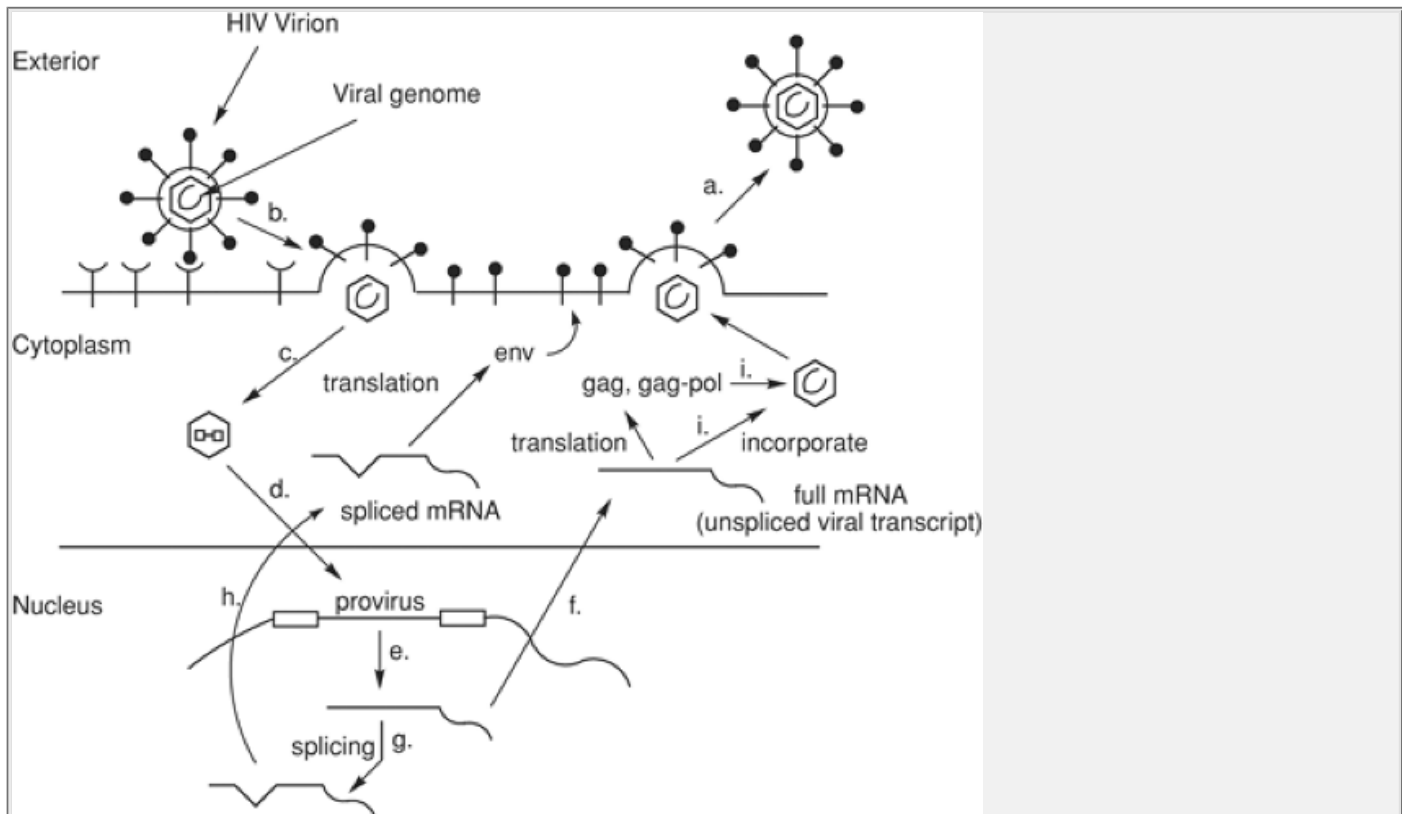 HIV Virion
Exterior
Viral genome
a.
b.
Cytoplasm
c.
env
translation
gag, gag-pol
i.
i.
translation
incorporate
d.
spliced mRNA
full mRNA
(unspliced viral transcript)
Nucleus
h.
provirus
f.
e.
splicing
g.